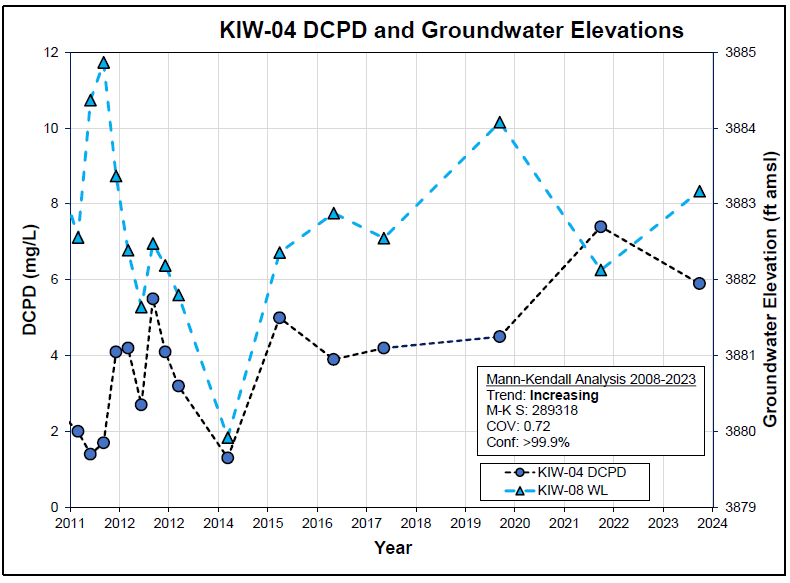 KIW-04 DCPD and Groundwater Elevations
12
10
8
6
4
2
0
DCPD (mg/L)
3885
3884
3883
3882
3881
3880
3879
Groundwater Elevation (ft amsl)
Mann-Kendall Analysis 2008-2023
Trend: Increasing
M-K S: 289318
COV: 0.72
Conf: >99.9%
KIW-04 DCPD
KIW-08 WL
2011 2012 2012 2013 2014 2015 2016 2017 2018 2020 2021 2022 2023 2024
Year